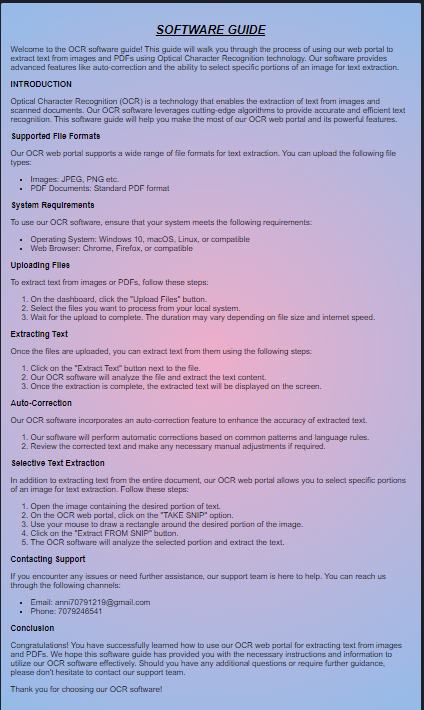 SOFTWARE GUIDE
Welcome to the OCR software guide! This guide will walk you through the process of using our web portal to
extract text from images and PDFs using Optical Character Recognition technology. Our software provides
advanced features like auto-correction and the ability to select specific portions of an image for text extraction.
INTRODUCTION
Optical Character Recognition (OCR) is a technology that enables the extraction of text from images and
scanned documents. Our OCR software leverages cutting-edge algorithms to provide accurate and efficient text
recognition. This software guide will help you make the most of our OCR web portal and its powerful features.
Supported File Formats
Our OCR web portal supports a wide range of file formats for text extraction. You can upload the following file
types:
• Images: JPEG, PNG etc.
• PDF Documents: Standard PDF format
System Requirements
To use our OCR software, ensure that your system meets the following requirements:
• Operating System: Windows 10, macOS, Linux, or compatible
• Web Browser: Chrome, Firefox, or compatible
Uploading Files
To extract text from images or PDFs, follow these steps:
1. On the dashboard, click the "Upload Files" button.
2. Select the files you want to process from your local system.
3. Wait for the upload to complete. The duration may vary depending on file size and internet speed.
Extracting Text
Once the files are uploaded, you can extract text from them using the following steps:
1. Click on the "Extract Text" button next to the file.
2. Our OCR software will analyze the file and extract the text content.
3. Once the extraction is complete, the extracted text will be displayed on the screen.
Auto-Correction
Our OCR software incorporates an auto-correction feature to enhance the accuracy of extracted text.
1. Our software will perform automatic corrections based on common patterns and language rules.
2. Review the corrected text and make any necessary manual adjustments if required.
Selective Text Extraction
In addition to extracting text from the entire document, our OCR web portal allows you to select specific portions
of an image for text extraction. Follow these steps:
1. Open the image containing the desired portion of text.
2. On the OCR web portal, click on the "TAKE SNIP" option.
3. Use your mouse to draw a rectangle around the desired portion of the image.
4. Click on the "Extract FROM SNIP" button.
5. The OCR software will analyze the selected portion and extract the text.
Contacting Support
If you encounter any issues or need further assistance, our support team is here to help. You can reach us
through the following channels:
• Email: anni70791219@gmail.com
• Phone: 7079246541
Conclusion
Congratulations! You have successfully learned how to use our OCR web portal for extracting text from images
and PDFs. We hope this software guide has provided you with the necessary instructions and information to
utilize our OCR software effectively. Should you have any additional questions or require further guidance,
please don't hesitate to contact our support team.
Thank you for choosing our OCR software!